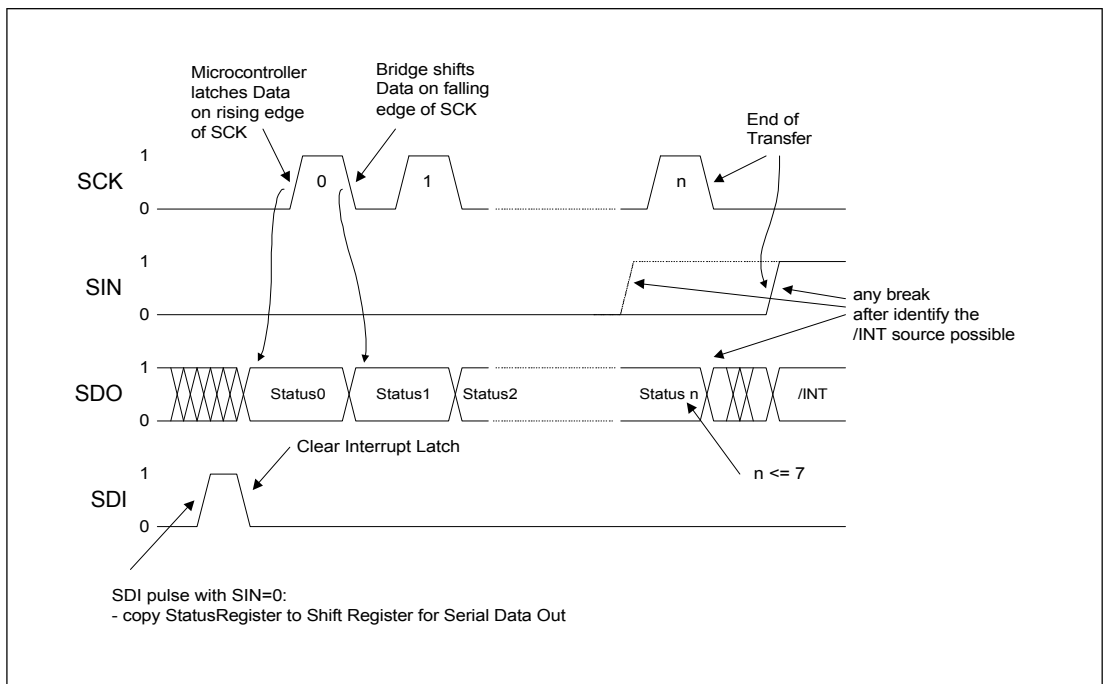 Microcontroller
latches Data
on rising edge
of SCK
Bridge shifts
Data on falling
edge of SCK
End of
Transfer
SCK
1
0
0
1
n
SIN
1
0
any break
after identify the
/INT source possible
SDO
1
0
Status0
Status1
Status2
Status n
/INT
Clear Interrupt Latch
n <= 7
SDI
1
0
SDI pulse with SIN=0:
- copy StatusRegister to Shift Register for Serial Data Out